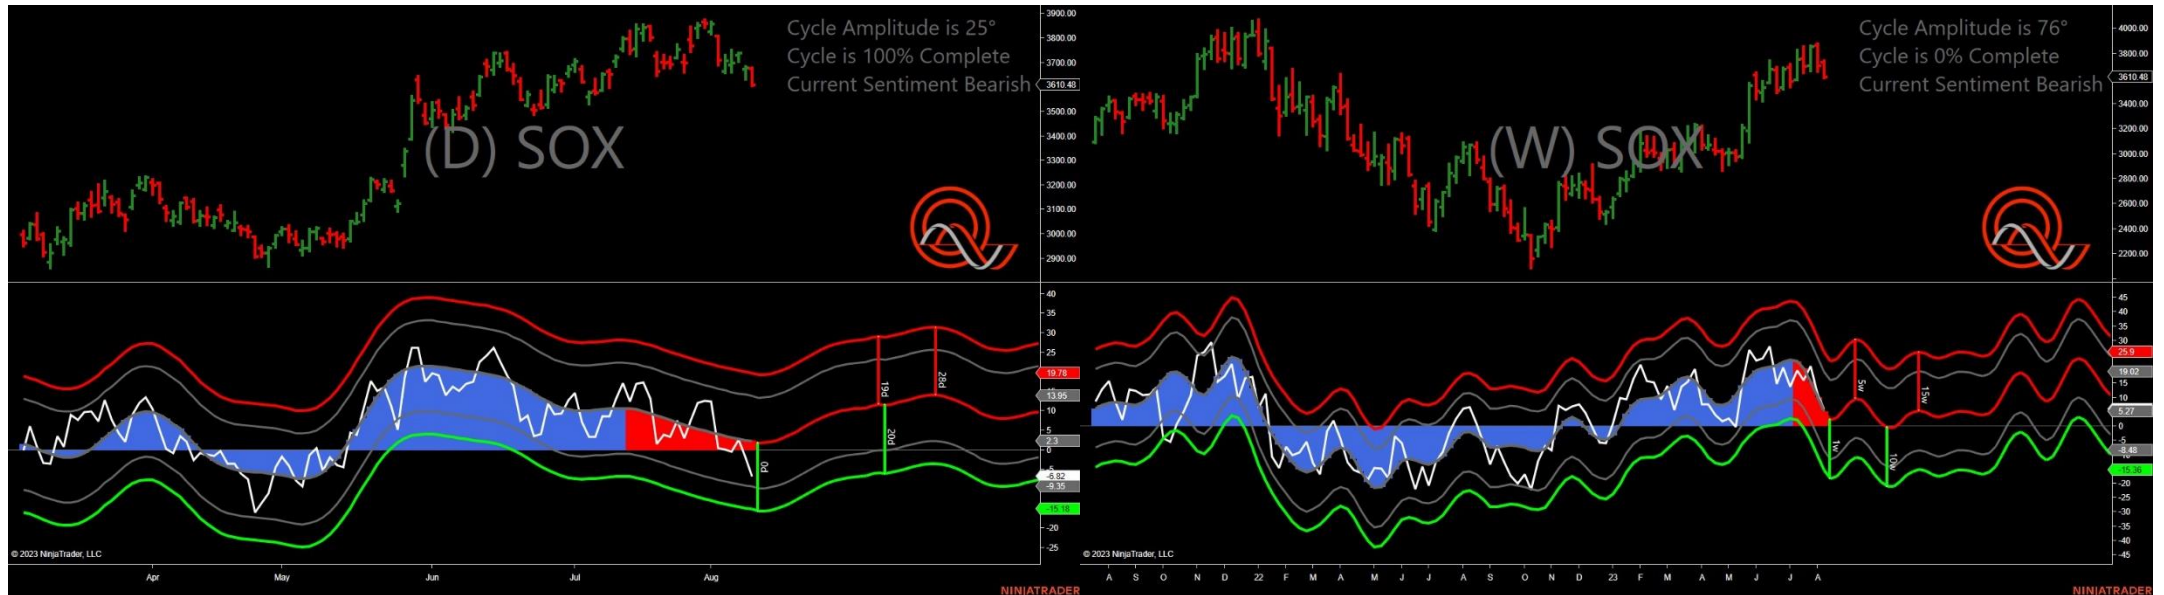 Cycle Amplitude is 25°
Cycle is 100% Complete
Current Sentiment Bearish
(D) SOX
3900.00
3800.00
3700.00
3610.48
3500.00
3400.00
3300.00
3200.00
3100.00
3000.00
2900.00
40
35
30
25
19.78
13.95
10
5
2.3
0
-6.82
-9.35
-15.18
-20
-25
0d
19d
20d
28d
© 2023 NinjaTrader, LLC
Apr May Jun Jul Aug
NINJATRADER
Cycle Amplitude is 76°
Cycle is 0% Complete
Current Sentiment Bearish
(W) SOX
4000.00
3800.00
3610.48
3400.00
3200.00
3000.00
2800.00
2600.00
2400.00
2200.00
45
40
35
30
25.9
19.02
15
10
5.27
0
-5
-8.48
-15.36
-20
-25
-30
-35
-40
-45
1w
5w
10w
15w
© 2023 NinjaTrader, LLC
A S O N D 22 F M A M J J A S O N D 23 F M A M J J A
NINJATRADER